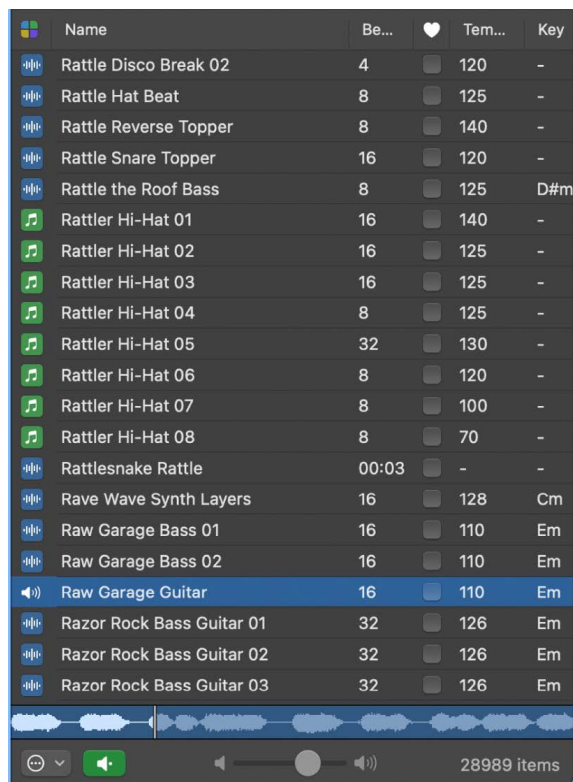 Name Be... Tem... Key
Rattle Disco Break 02 4 120 -
Rattle Hat Beat 8 125 -
Rattle Reverse Topper 8 140 -
Rattle Snare Topper 16 120 -
Rattle the Roof Bass 8 125 D#m
Rattler Hi-Hat 01 16 140 -
Rattler Hi-Hat 02 16 125 -
Rattler Hi-Hat 03 16 125 -
Rattler Hi-Hat 04 8 125 -
Rattler Hi-Hat 05 32 130 -
Rattler Hi-Hat 06 8 120 -
Rattler Hi-Hat 07 8 100 -
Rattler Hi-Hat 08 8 70 -
Rattlesnake Rattle 00:03 - -
Rave Wave Synth Layers 16 128 Cm
Raw Garage Bass 01 16 110 Em
Raw Garage Bass 02 16 110 Em
Raw Garage Guitar 16 110 Em
Razor Rock Bass Guitar 01 32 126 Em
Razor Rock Bass Guitar 02 32 126 Em
Razor Rock Bass Guitar 03 32 126 Em
28989 items